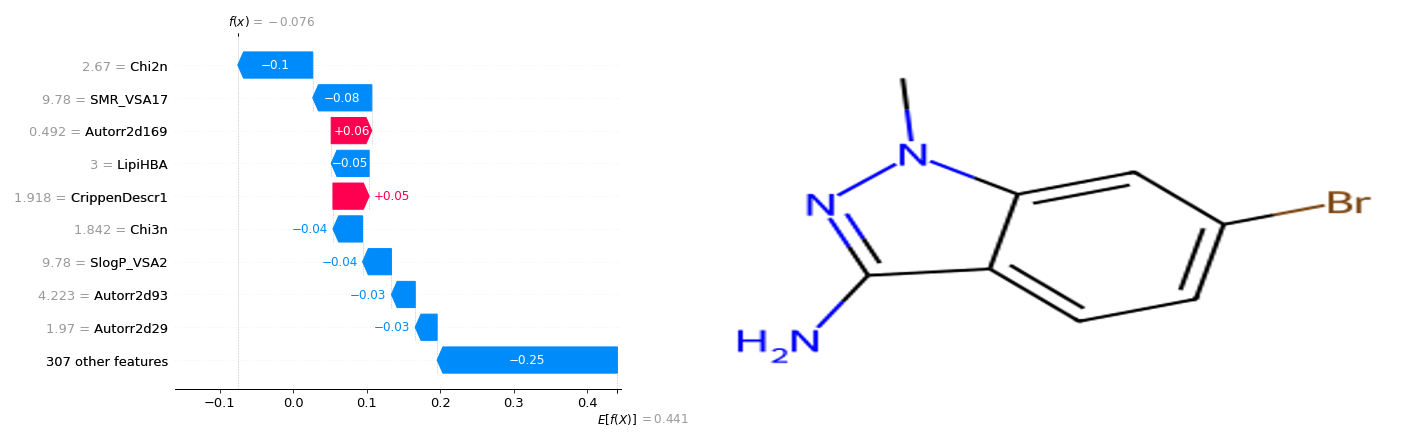 f(x) = −0.076
2.67 = Chi2n
−0.1
9.78 = SMR_VSA17
−0.08
0.492 = Autorr2d169
+0.06
3 = LipiHBA
−0.05
1.918 = CrippenDescr1
+0.05
1.842 = Chi3n
−0.04
9.78 = SlogP_VSA2
−0.04
4.223 = Autorr2d93
−0.03
1.97 = Autorr2d29
−0.03
307 other features
−0.25
−0.1 0.0 0.1 0.2 0.3 0.4
E[f(X)] = 0.441
N
N
Br
H2N